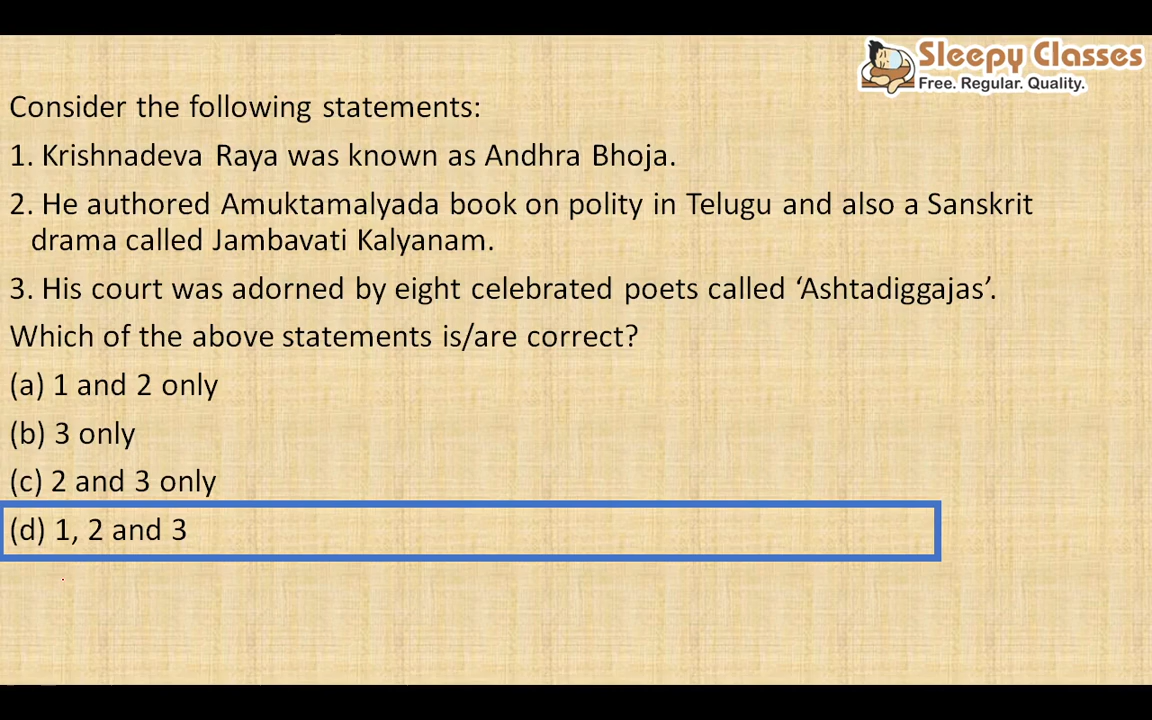 Sleepy Classes
Free. Regular. Quality.
Consider the following statements:
1. Krishnadeva Raya was known as Andhra Bhoja.
2. He authored Amuktamalyada book on polity in Telugu and also a Sanskrit
drama called Jambavati Kalyanam.
3. His court was adorned by eight celebrated poets called ‘Ashtadiggajas’.
Which of the above statements is/are correct?
(a) 1 and 2 only
(b) 3 only
(c) 2 and 3 only
(d) 1, 2 and 3